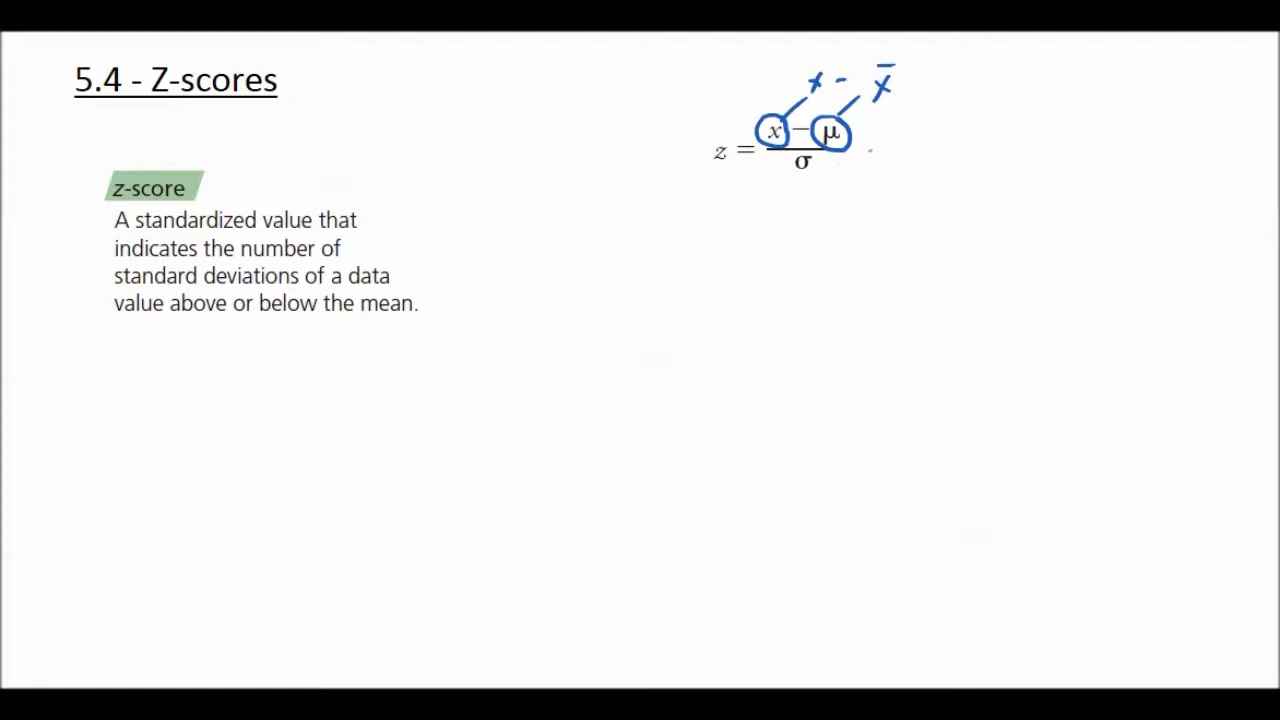 5.4 - Z-scores
x - x̄
z = x − μ
σ
z-score
A standardized value that
indicates the number of
standard deviations of a data
value above or below the mean.